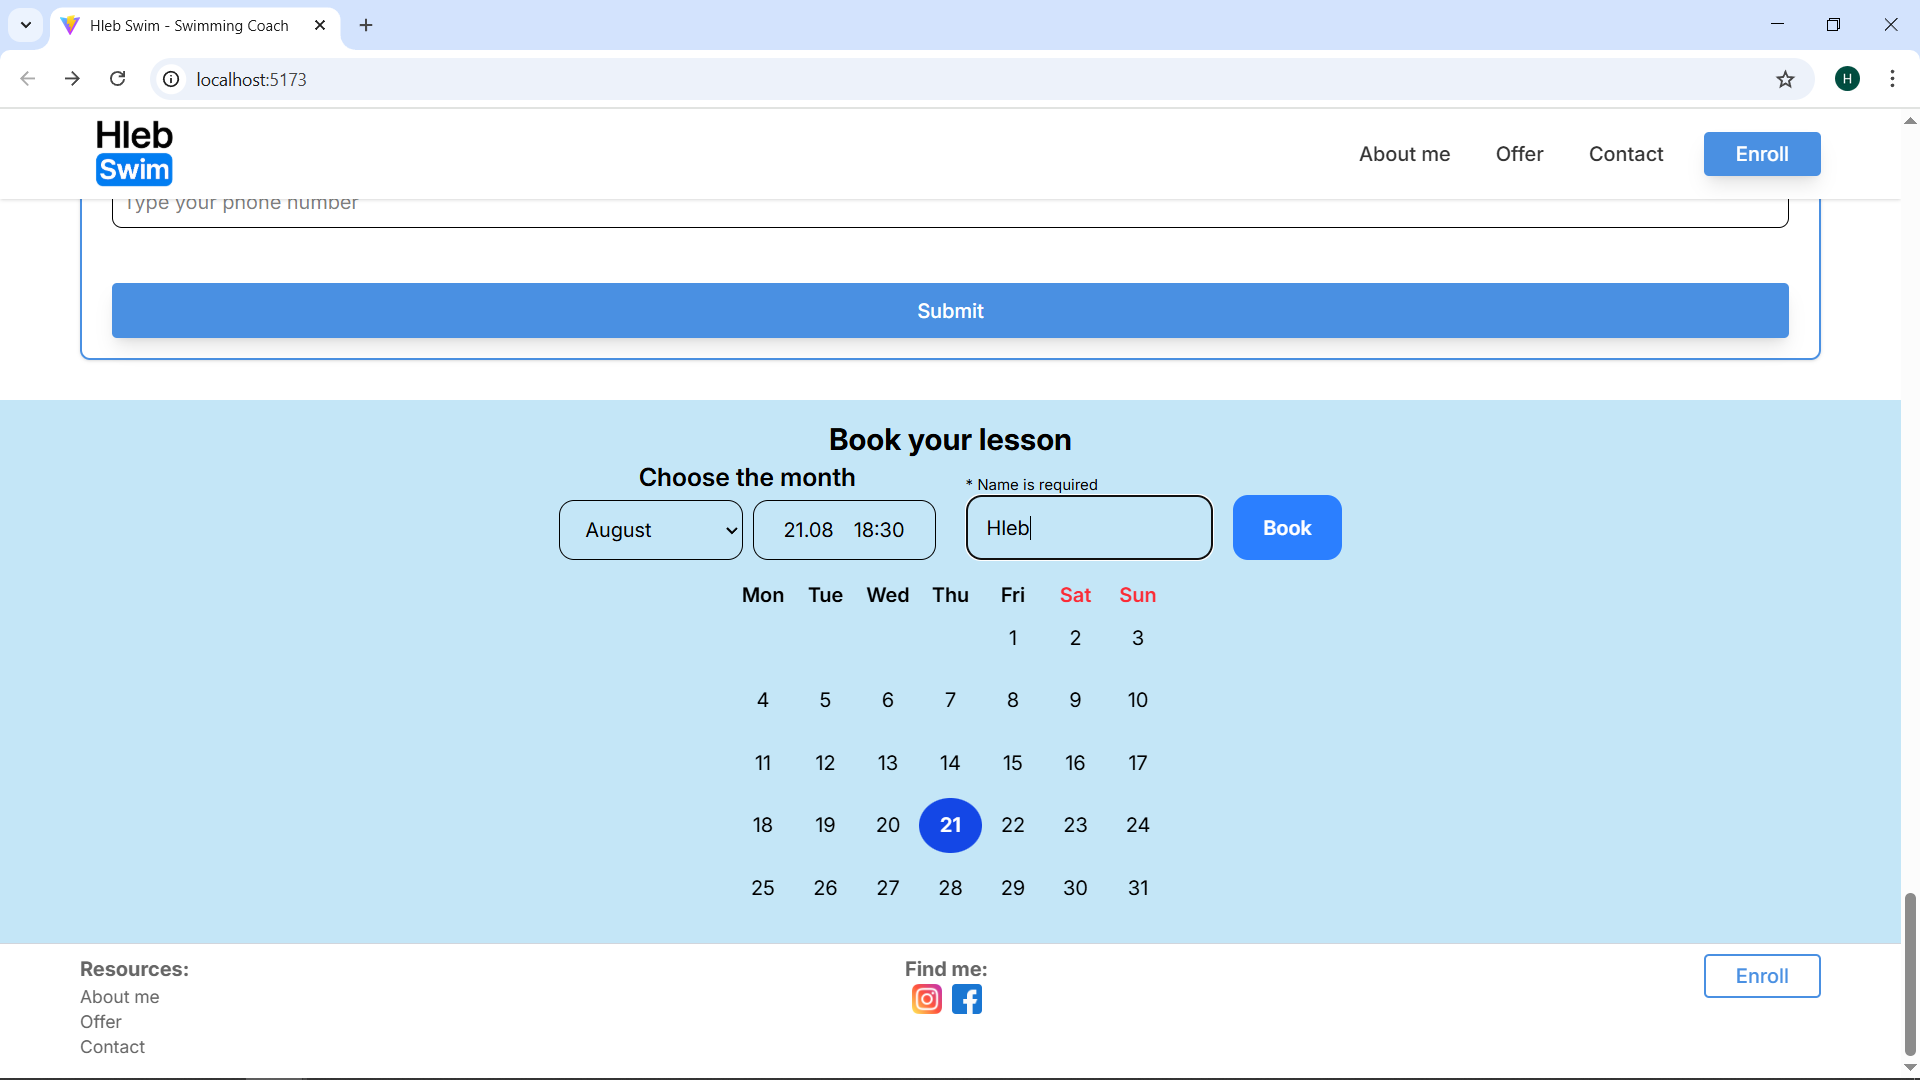 Hleb Swim - Swimming Coach
localhost:5173
H
Hleb
Swim
About me Offer Contact Enroll
Type your phone number
Submit
Book your lesson
Choose the month
* Name is required
August 21.08 18:30 Hleb Book
Mon Tue Wed Thu Fri Sat Sun
1 2 3
4 5 6 7 8 9 10
11 12 13 14 15 16 17
18 19 20 21 22 23 24
25 26 27 28 29 30 31
Resources: Find me: Enroll
About me
Offer
Contact